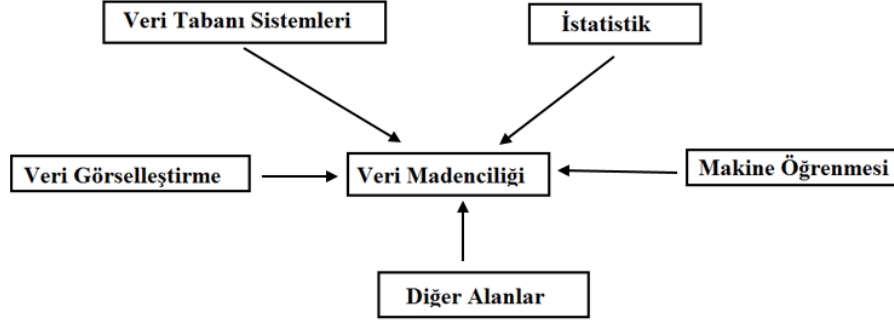 Veri Tabanı Sistemleri
İstatistik
Veri Görselleştirme
Veri Madenciliği
Makine Öğrenmesi
Diğer Alanlar